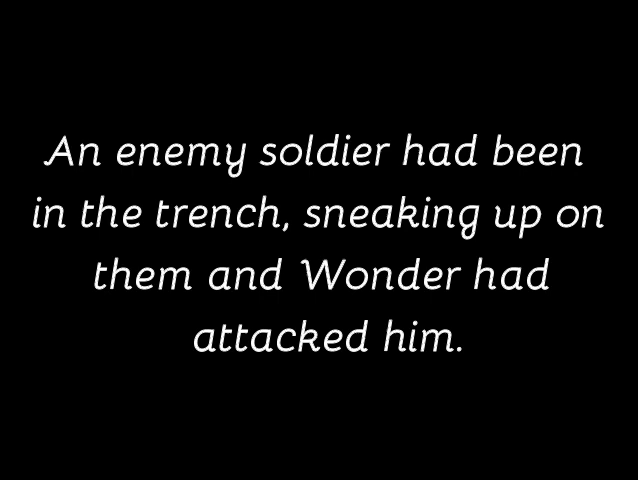 An enemy soldier had been
in the trench, sneaking up on
them and Wonder had
attacked him.